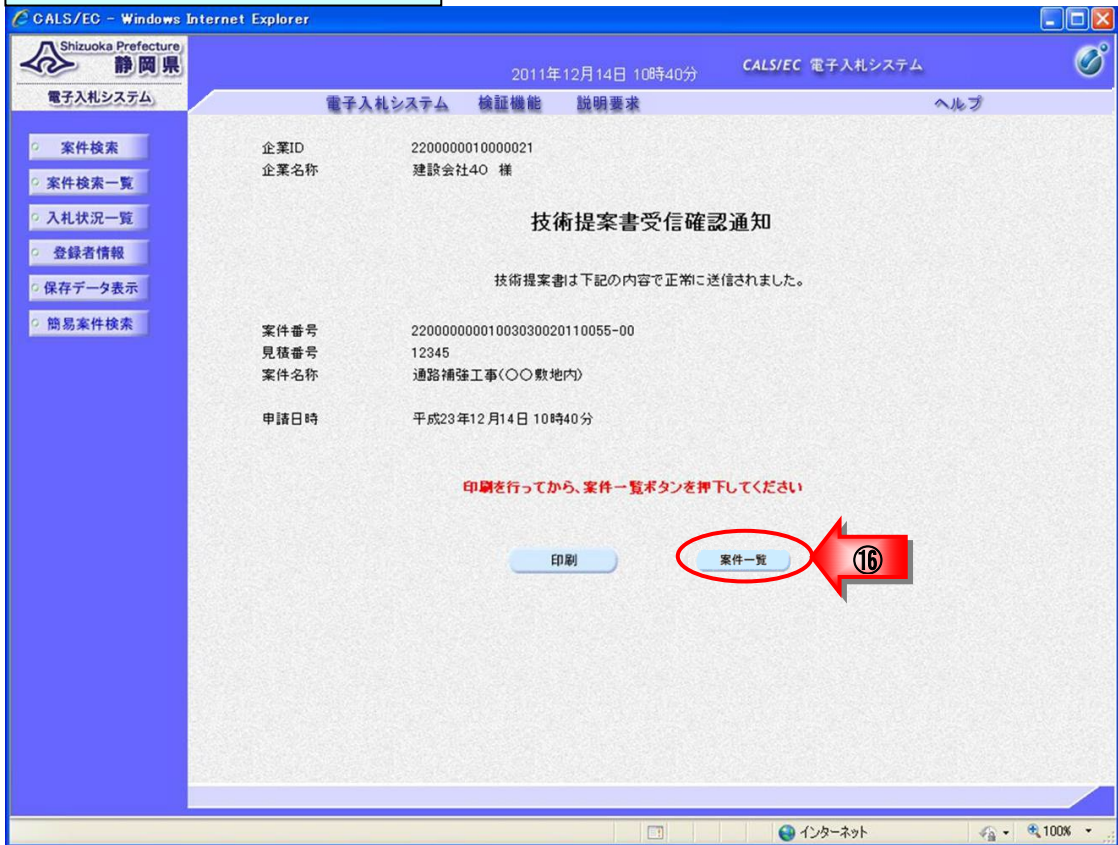 CALS/EC - Windows Internet Explorer
Shizuoka Prefecture
静岡県
電子入札システム
2011年12月14日 10時40分
CALS/EC 電子入札システム
電子入札システム 検証機能 説明要求 ヘルプ
案件検索
案件検索一覧
入札状況一覧
登録者情報
保存データ表示
簡易案件検索
企業ID 2200000010000021
企業名称 建設会社40 様
技術提案書受信確認通知
技術提案書は下記の内容で正常に送信されました。
案件番号 22000000001003030020110055-00
見積番号 12345
案件名称 通路補強工事(〇〇敷地内)
申請日時 平成23年12月14日 10時40分
印刷を行ってから、案件一覧ボタンを押下してください
印刷
案件一覧
⑯
インターネット
100%